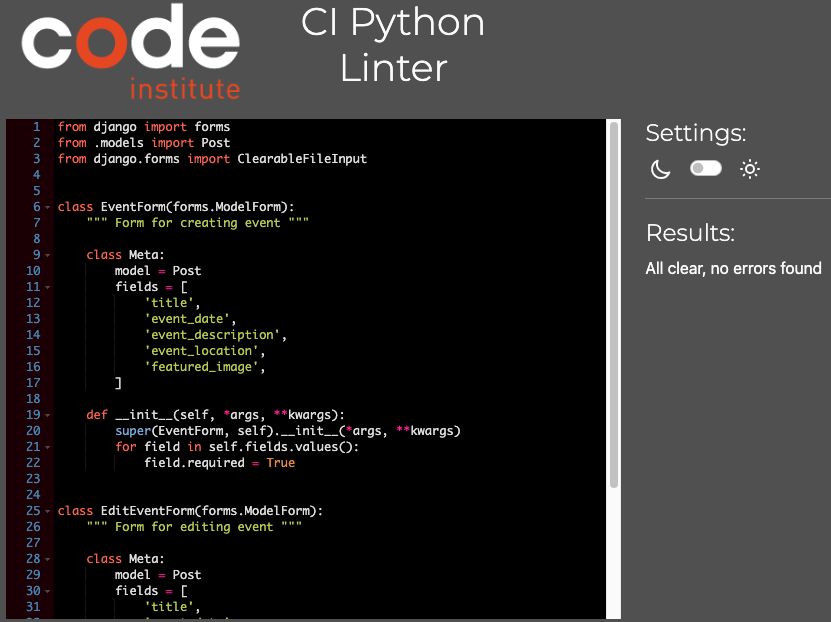 code
institute
CI Python
Linter
1 from django import forms
2 from .models import Post
3 from django.forms import ClearableFileInput
4
5
6 class EventForm(forms.ModelForm):
7     """ Form for creating event """
8
9     class Meta:
10         model = Post
11         fields = [
12             'title',
13             'event_date',
14             'event_description',
15             'event_location',
16             'featured_image',
17         ]
18
19     def __init__(self, *args, **kwargs):
20         super(EventForm, self).__init__(*args, **kwargs)
21         for field in self.fields.values():
22             field.required = True
23
24
25 class EditEventForm(forms.ModelForm):
26     """ Form for editing event """
27
28     class Meta:
29         model = Post
30         fields = [
31             'title',
Settings:
Results:
All clear, no errors found